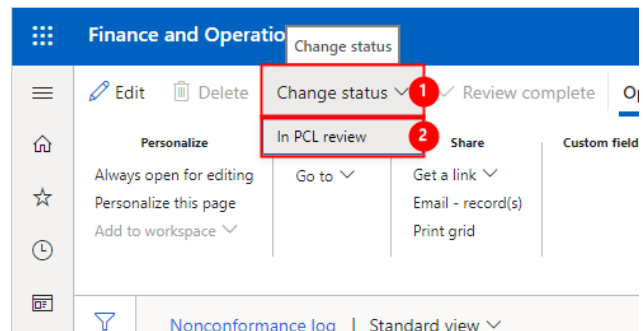 Finance and Operatio
Change status
Edit Delete Change status 1 Review complete Op
In PCL review 2
Personalize Share Custom field
Always open for editing Go to Get a link
Personalize this page Email - record(s)
Add to workspace Print grid
Nonconformance log | Standard view